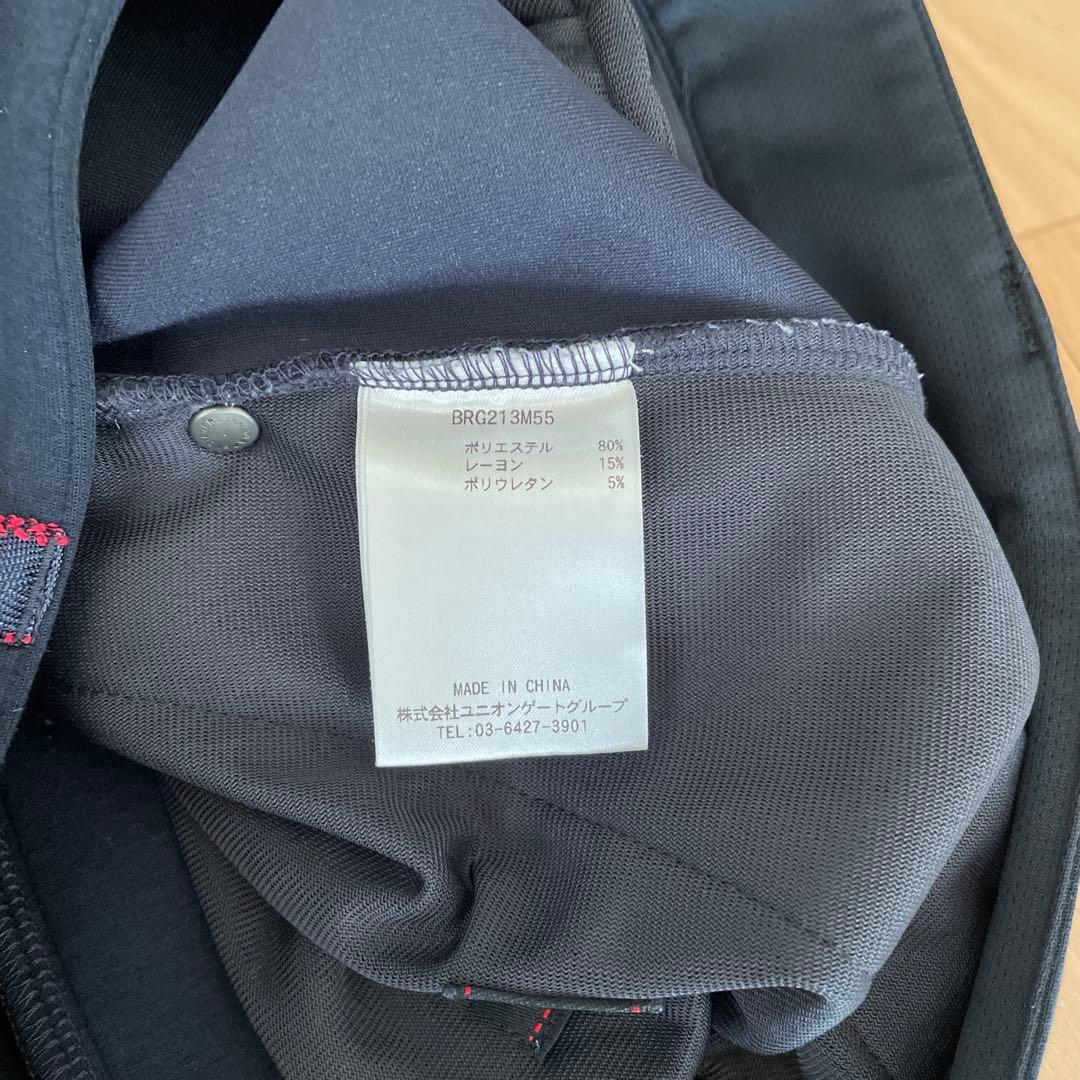 BRG213M55
ポリエステル 80%
レーヨン 15%
ポリウレタン 5%
MADE IN CHINA
株式会社ユニオンゲートグループ
TEL:03-6427-3901